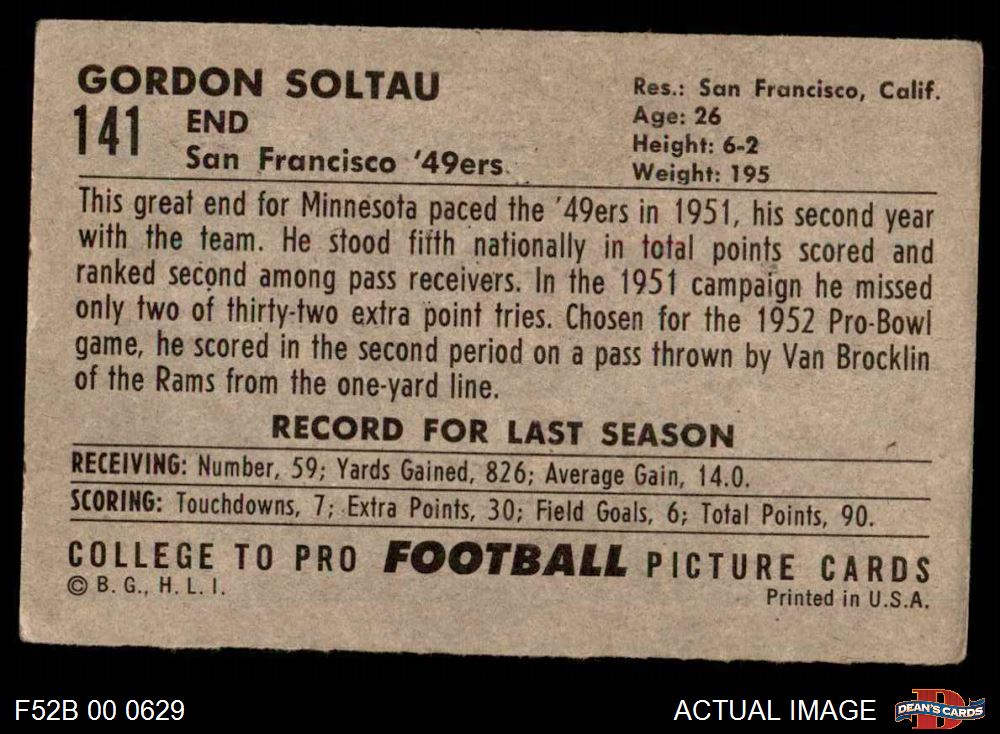 GORDON SOLTAU
141 END
San Francisco '49ers
Res.: San Francisco, Calif.
Age: 26
Height: 6-2
Weight: 195
This great end for Minnesota paced the '49ers in 1951, his second year
with the team. He stood fifth nationally in total points scored and
ranked second among pass receivers. In the 1951 campaign he missed
only two of thirty-two extra point tries. Chosen for the 1952 Pro-Bowl
game, he scored in the second period on a pass thrown by Van Brocklin
of the Rams from the one-yard line.
RECORD FOR LAST SEASON
RECEIVING: Number, 59; Yards Gained, 826; Average Gain, 14.0.
SCORING: Touchdowns, 7; Extra Points, 30; Field Goals, 6; Total Points, 90.
COLLEGE TO PRO FOOTBALL PICTURE CARDS
© B. G., H. L. I.
Printed in U.S.A.
F52B 00 0629
ACTUAL IMAGE
DEAN'S CARDS